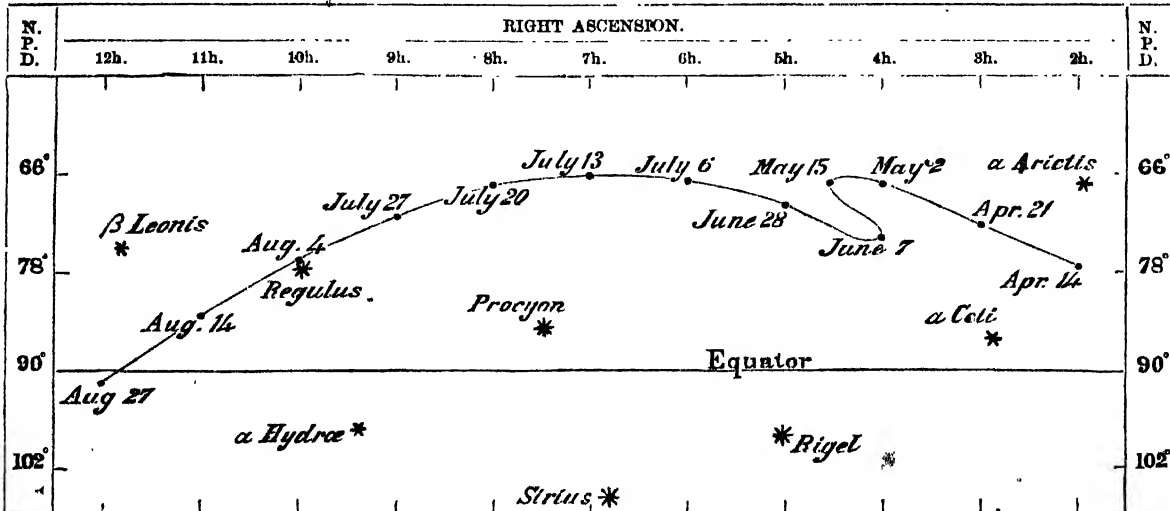 N. P. D.
RIGHT ASCENSION.
N. P. D.
12h. 11h. 10h. 9h. 8h. 7h. 6h. 5h. 4h. 3h. 2h.
66° July 13 July 6 May 15 May 2 α Arietis 66°
β Leonis July 27 July 20 June 28 Apr. 21
Aug. 4 June 7
78° Regulus. Apr. 14 78°
Aug. 14 Procyon α Ceti
90° Equator 90°
Aug 27
α Hydræ Rigel
102° 102°
Sirius